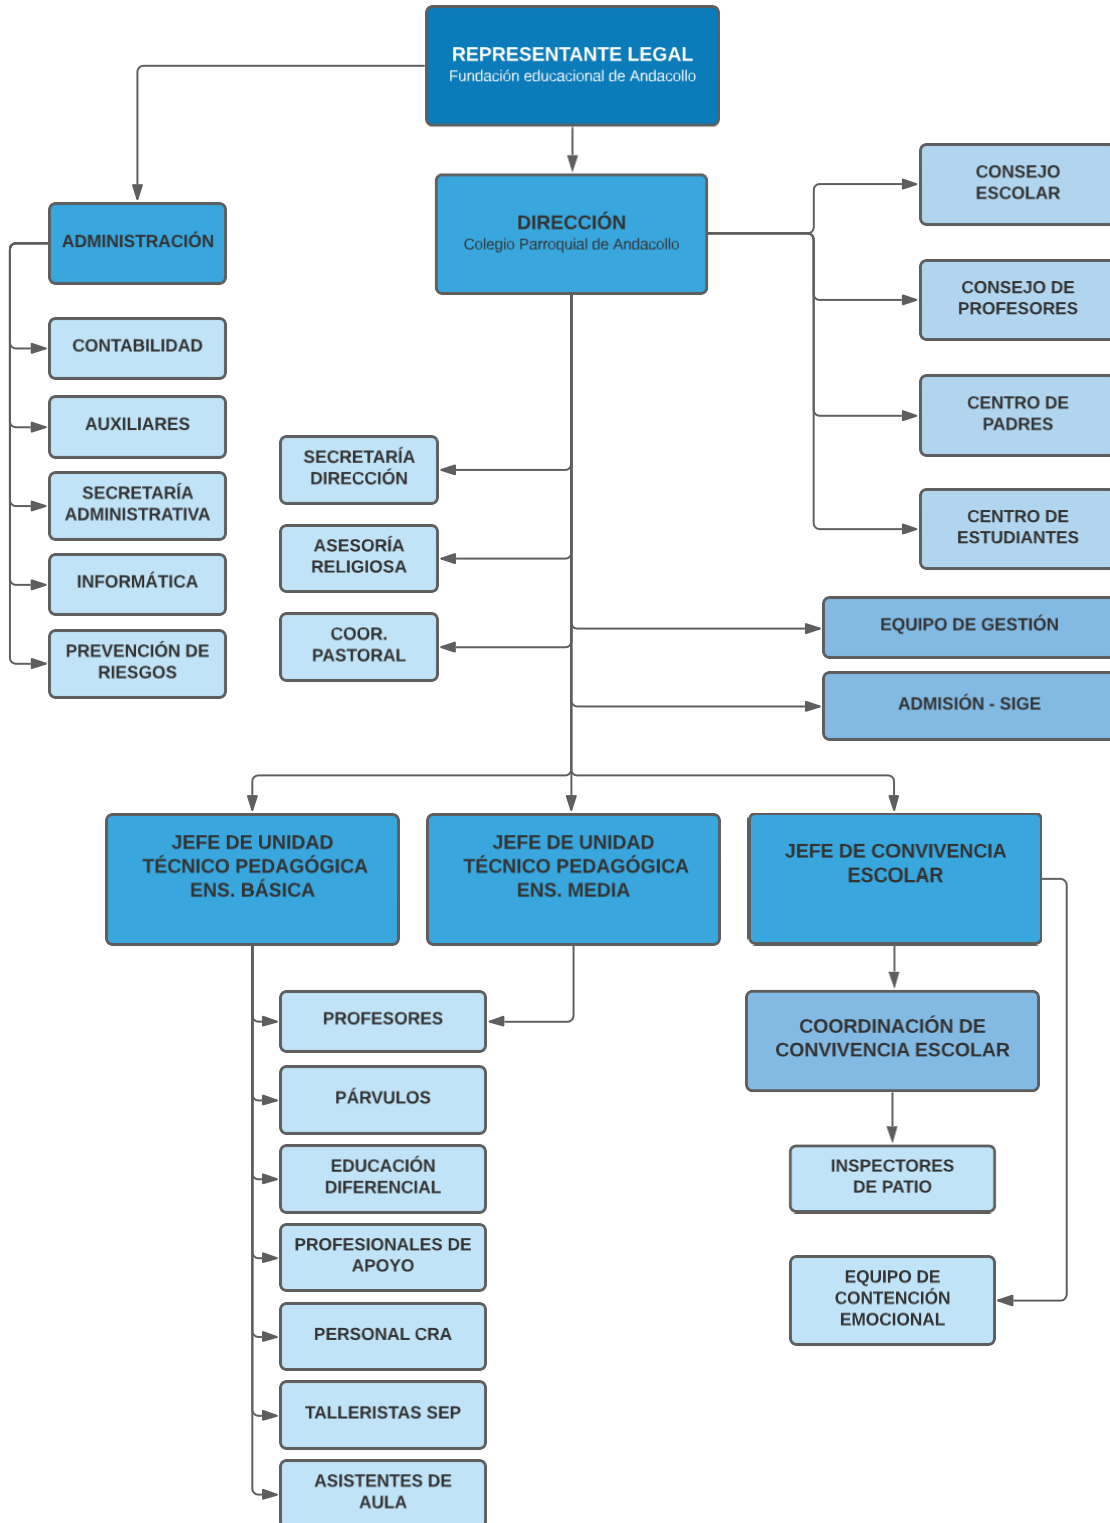 REPRESENTANTE LEGAL
Fundación educacional de Andacollo
DIRECCIÓN
Colegio Parroquial de Andacollo
ADMINISTRACIÓN
CONTABILIDAD
AUXILIARES
SECRETARÍA
ADMINISTRATIVA
INFORMÁTICA
PREVENCIÓN DE
RIESGOS
CONSEJO
ESCOLAR
CONSEJO DE
PROFESORES
CENTRO DE
PADRES
CENTRO DE
ESTUDIANTES
SECRETARÍA
DIRECCIÓN
ASESORÍA
RELIGIOSA
COOR.
PASTORAL
EQUIPO DE GESTIÓN
ADMISIÓN - SIGE
JEFE DE UNIDAD
TÉCNICO PEDAGÓGICA
ENS. BÁSICA
JEFE DE UNIDAD
TÉCNICO PEDAGÓGICA
ENS. MEDIA
JEFE DE CONVIVENCIA
ESCOLAR
PROFESORES
PÁRVULOS
EDUCACIÓN
DIFERENCIAL
PROFESIONALES DE
APOYO
PERSONAL CRA
TALLERISTAS SEP
ASISTENTES DE
AULA
COORDINACIÓN DE
CONVIVENCIA ESCOLAR
INSPECTORES
DE PATIO
EQUIPO DE
CONTENCIÓN
EMOCIONAL